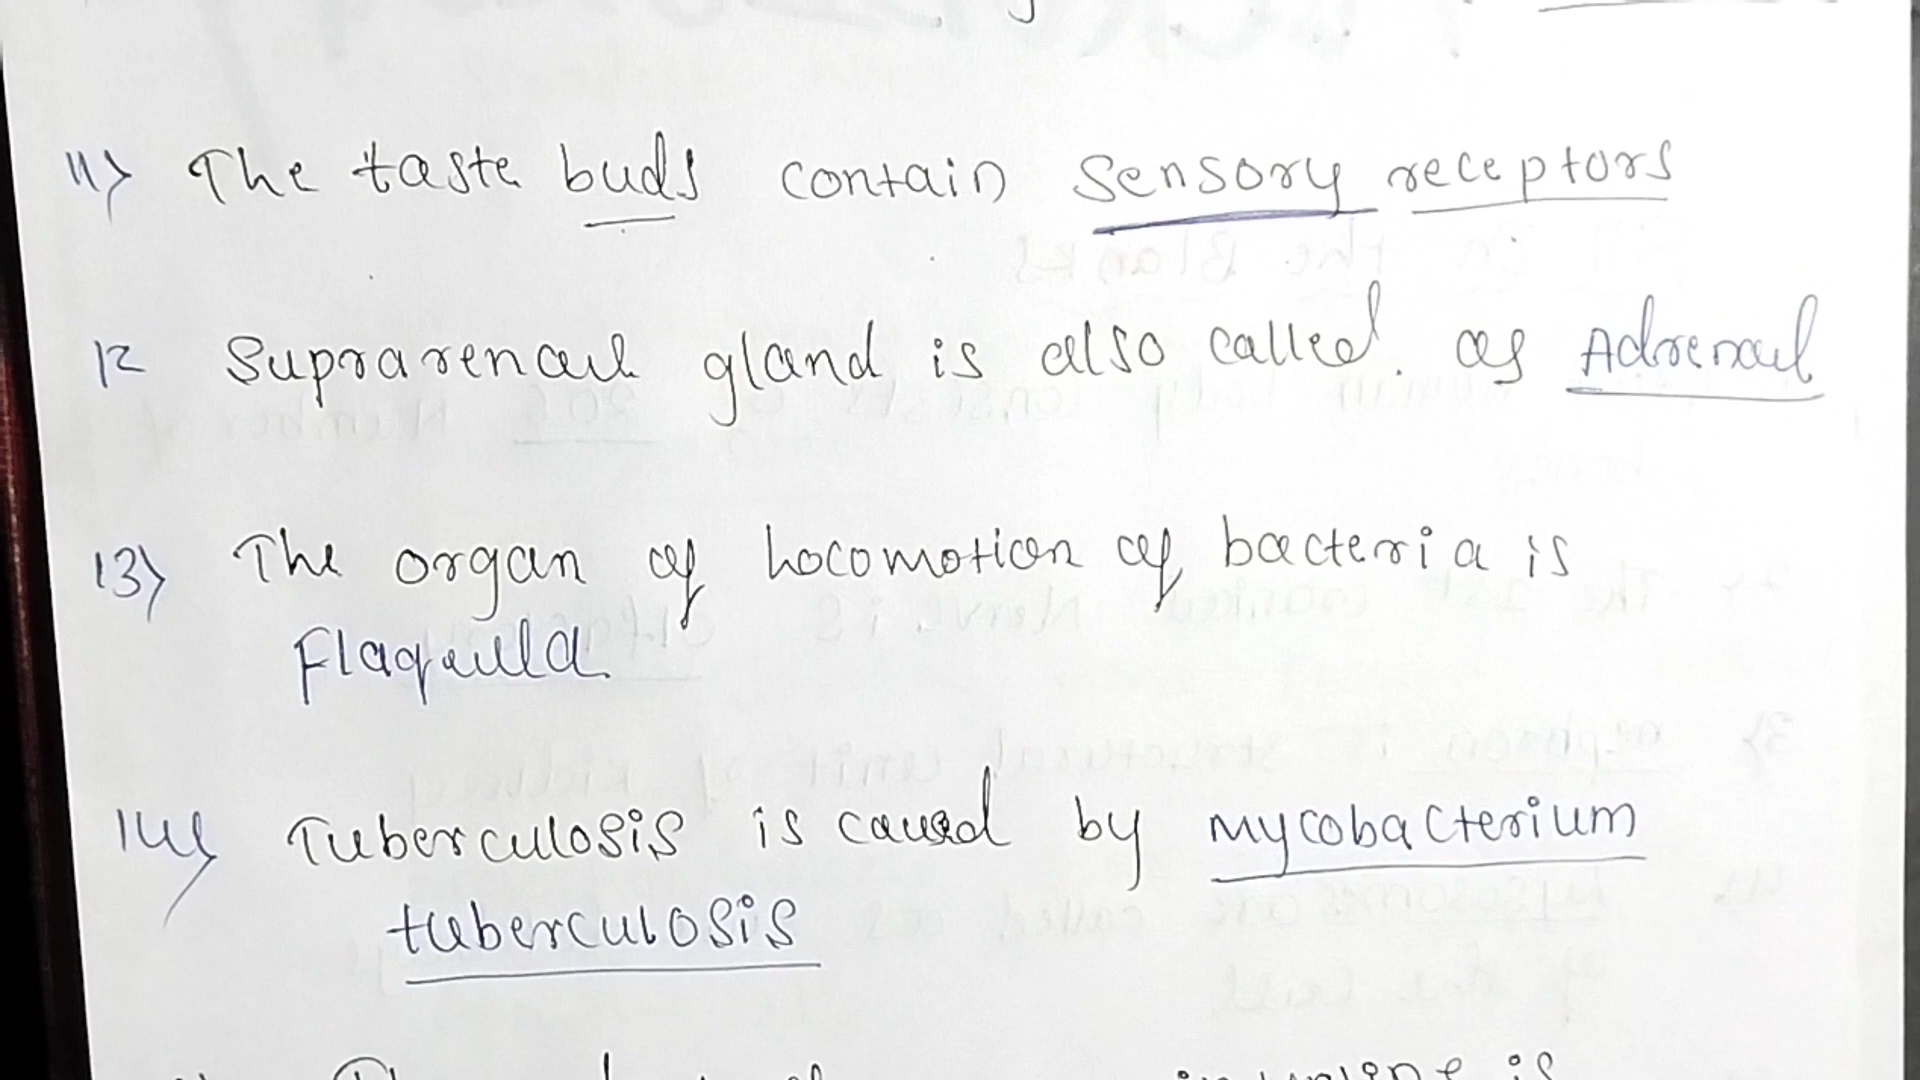 11) The taste buds contain sensory receptors
12 Suprarenal gland is also called. as Adrenal
13) The organ of Locomotion of bacteria is
Flaquilla
14) Tuberculosis is caused by mycobacterium
tuberculosis